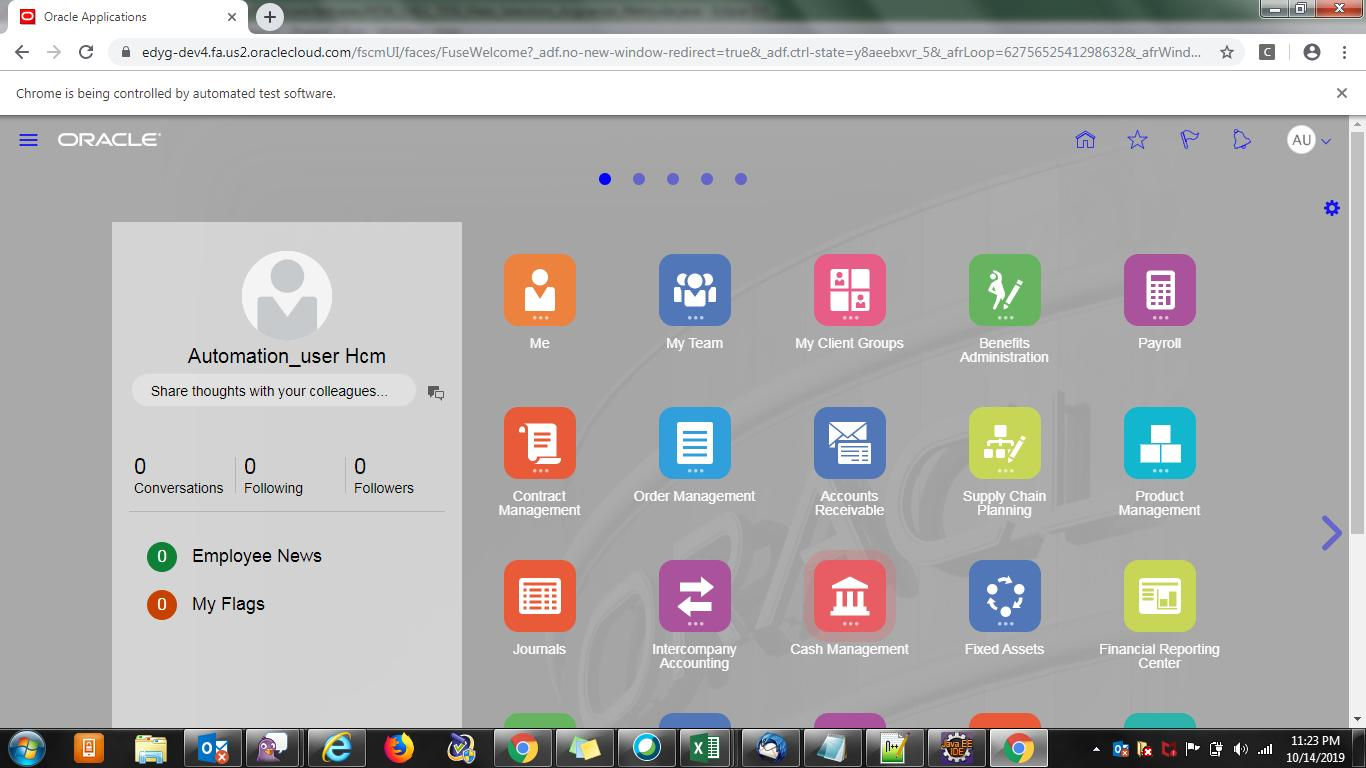 Oracle Applications
edyg-dev4.fa.us2.oraclecloud.com/fscmUI/faces/FuseWelcome?_adf.no-new-window-redirect=true&_adf.ctrl-state=y8aeebxvr_5&_afrLoop=6275652541298632&_afrWind...
C
Chrome is being controlled by automated test software.
ORACLE
AU
Automation_user Hcm
Share thoughts with your colleagues...
0
Conversations
0
Following
0
Followers
0 Employee News
0 My Flags
Me
My Team
My Client Groups
Benefits
Administration
Payroll
Contract
Management
Order Management
Accounts
Receivable
Supply Chain
Planning
Product
Management
Journals
Intercompany
Accounting
Cash Management
Fixed Assets
Financial Reporting
Center
Java EE
IDE
11:23 PM
10/14/2019